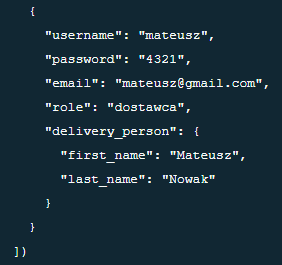 {
"username": "mateusz",
"password": "4321",
"email": "mateusz@gmail.com",
"role": "dostawca",
"delivery_person": {
"first_name": "Mateusz",
"last_name": "Nowak"
}
}
])